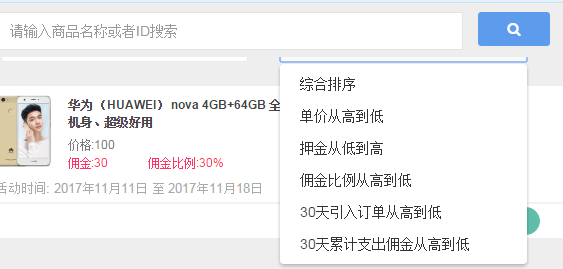 请输入商品名称或者ID搜索
华为（HUAWEI） nova 4GB+64GB 全
机身、超级好用
价格:100
佣金:30 佣金比例:30%
活动时间: 2017年11月11日 至 2017年11月18日
综合排序
单价从高到低
押金从低到高
佣金比例从高到低
30天引入订单从高到低
30天累计支出佣金从高到低